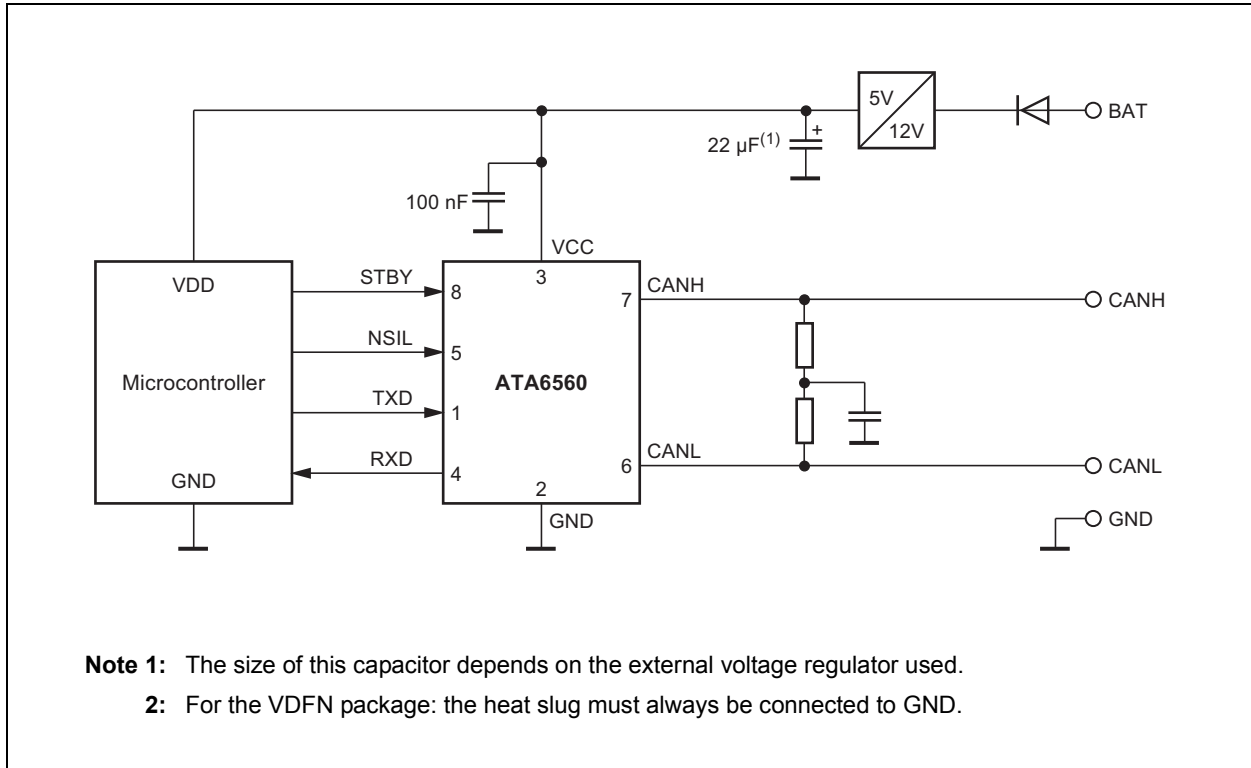 5V
12V
BAT
22 µF(1)
+
100 nF
VCC
VDD
STBY
8
3
7
CANH
CANH
NSIL
5
Microcontroller
ATA6560
TXD
1
RXD
4
6
CANL
CANL
GND
2
GND
GND
Note 1: The size of this capacitor depends on the external voltage regulator used.
2: For the VDFN package: the heat slug must always be connected to GND.